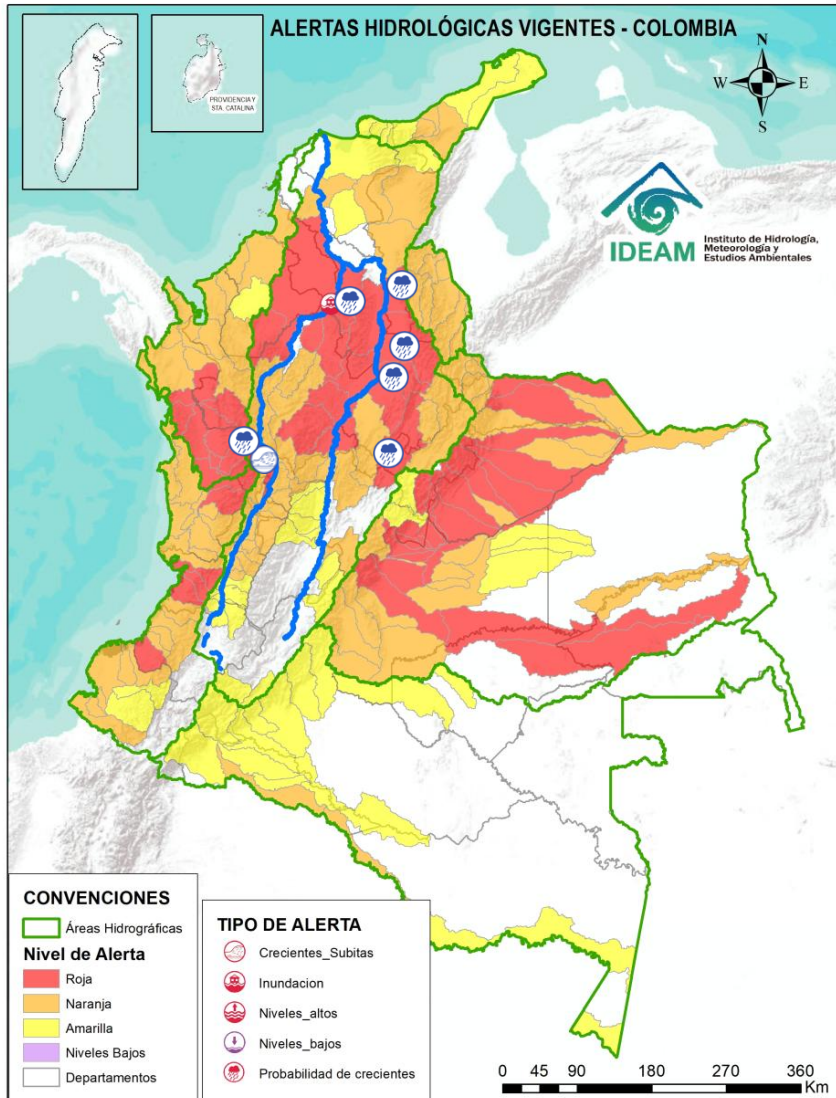 ALERTAS HIDROLÓGICAS VIGENTES - COLOMBIA
PROVIDENCIA Y
STA. CATALINA
N
W
E
S
IDEAM
Instituto de Hidrología,
Meteorología y
Estudios Ambientales
CONVENCIONES
Áreas Hidrográficas
Nivel de Alerta
Roja
Naranja
Amarilla
Niveles Bajos
Departamentos
TIPO DE ALERTA
Crecientes_Subitas
Inundacion
Niveles_altos
Niveles_bajos
Probabilidad de crecientes
0 45 90 180 270 360
Km